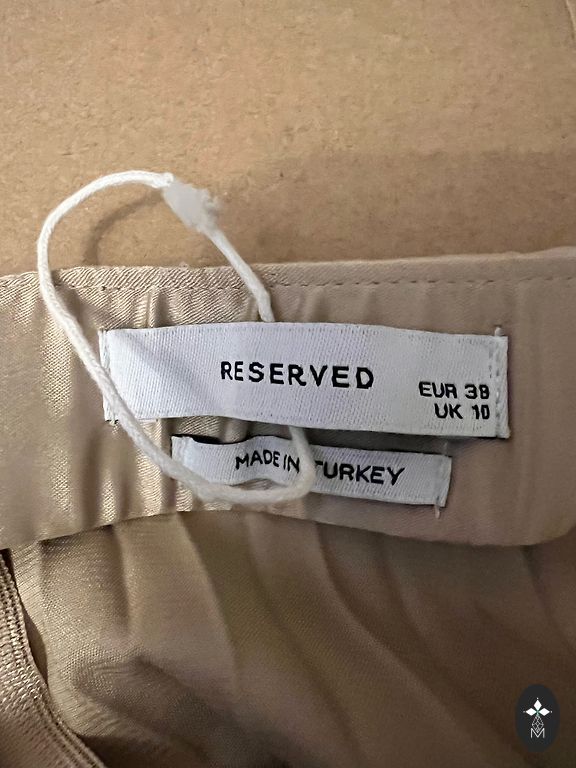 RESERVED
EUR 38
UK 10
MADE IN TURKEY
M